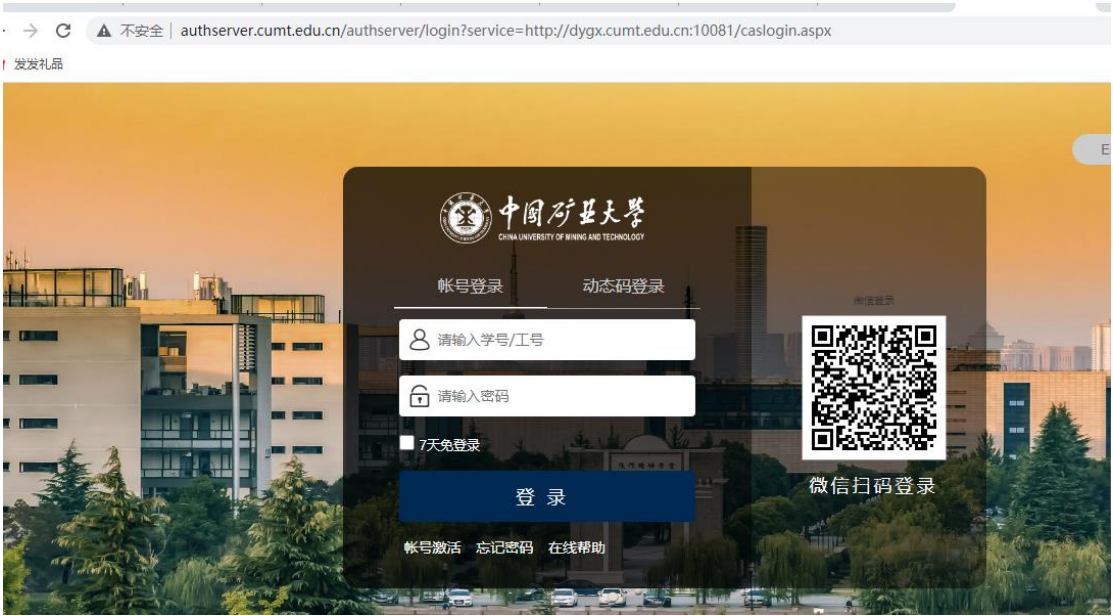 不安全 | authserver.cumt.edu.cn/authserver/login?service=http://dygx.cumt.edu.cn:10081/caslogin.aspx
发发礼品
E
中国矿业大学
CHINA UNIVERSITY OF MINING AND TECHNOLOGY
帐号登录 动态码登录
微信登录
请输入学号/工号
请输入密码
7天免登录
登 录
微信扫码登录
帐号激活 忘记密码 在线帮助